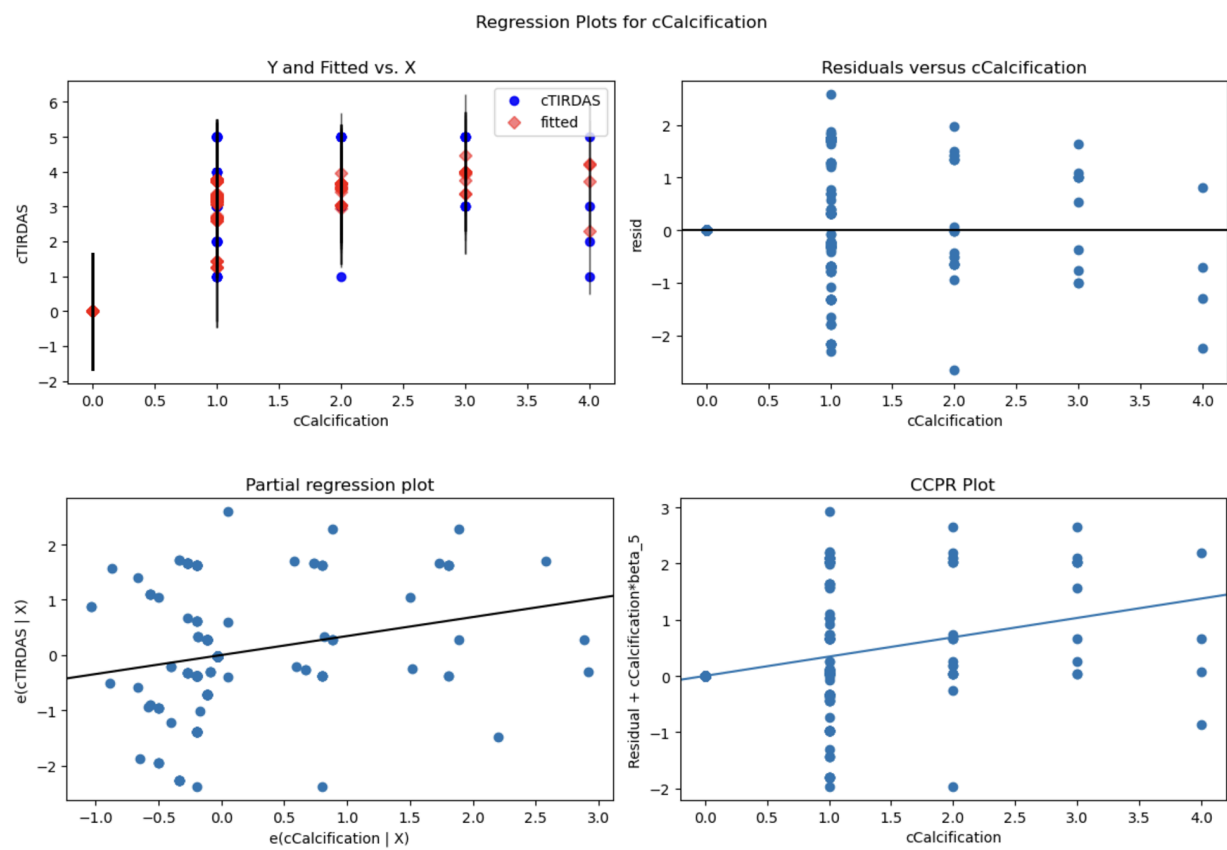 Regression Plots for cCalcification
Y and Fitted vs. X
cTIRDAS
fitted
6
5
4
3
2
1
0
−1
−2
cTIRDAS
0.0 0.5 1.0 1.5 2.0 2.5 3.0 3.5 4.0
cCalcification
Residuals versus cCalcification
2
1
0
−1
−2
resid
0.0 0.5 1.0 1.5 2.0 2.5 3.0 3.5 4.0
cCalcification
Partial regression plot
2
1
0
−1
−2
e(cTIRDAS | X)
−1.0 −0.5 0.0 0.5 1.0 1.5 2.0 2.5 3.0
e(cCalcification | X)
CCPR Plot
3
2
1
0
−1
−2
Residual + cCalcification*beta_5
0.0 0.5 1.0 1.5 2.0 2.5 3.0 3.5 4.0
cCalcification